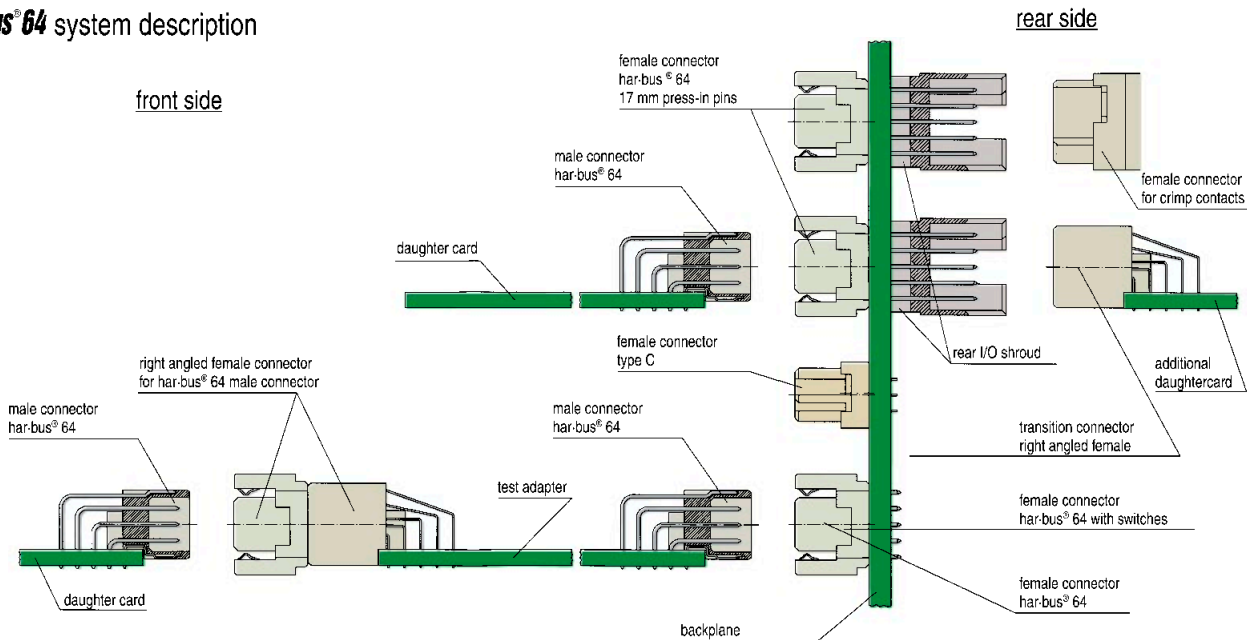 64 system description
rear side
front side
female connector
har·bus® 64
17 mm press-in pins
male connector
har·bus® 64
female connector
for crimp contacts
daughter card
right angled female connector
for har·bus® 64 male connector
female connector
type C
rear I/O shroud
additional
daughtercard
male connector
har·bus® 64
male connector
har·bus® 64
transition connector
right angled female
test adapter
female connector
har·bus® 64 with switches
female connector
har·bus® 64
daughter card
backplane